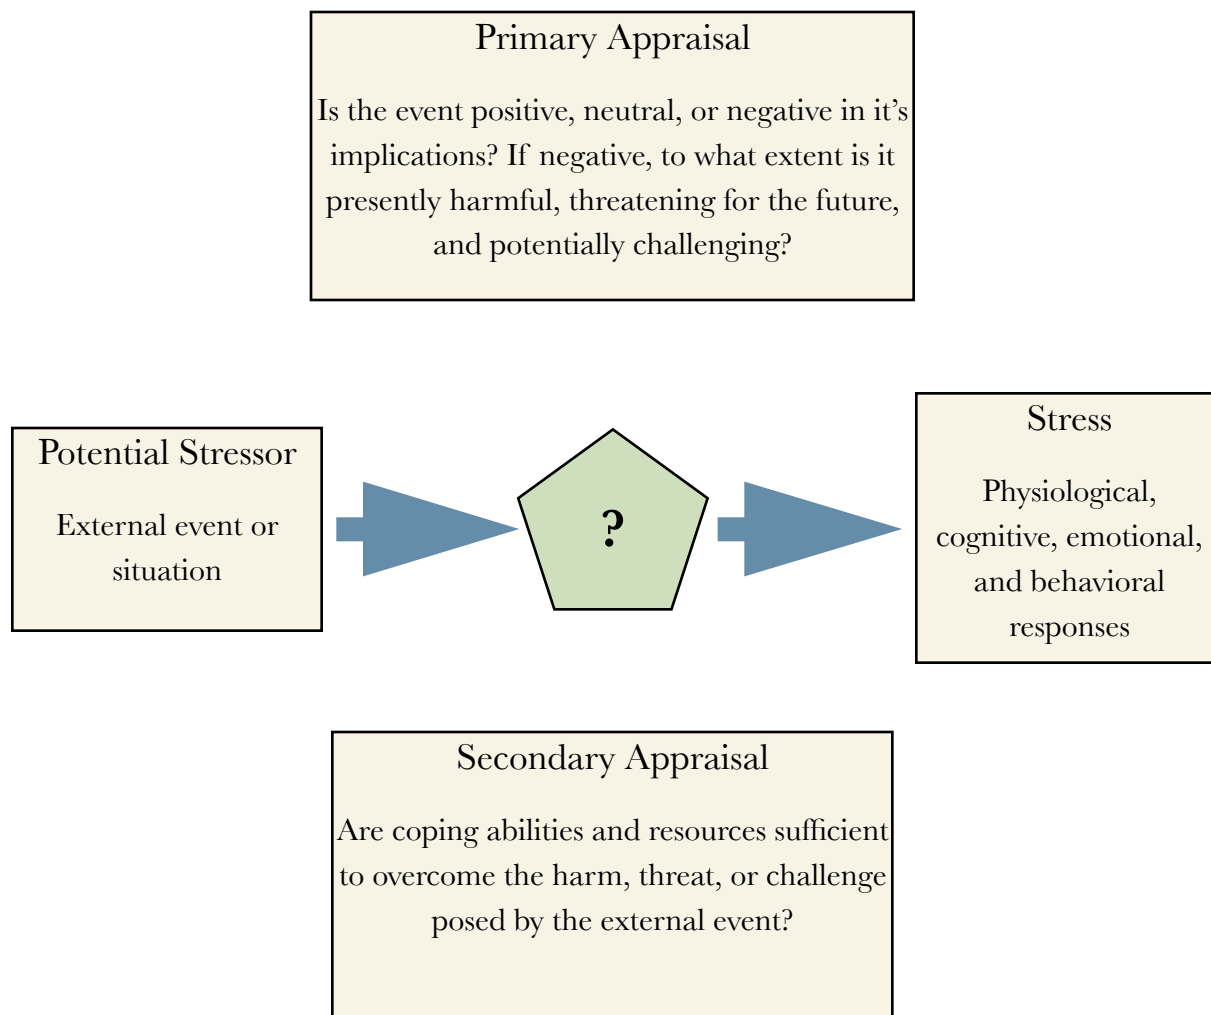 Primary Appraisal
Is the event positive, neutral, or negative in it’s
implications? If negative, to what extent is it
presently harmful, threatening for the future,
and potentially challenging?
Potential Stressor
External event or
situation
?
Stress
Physiological,
cognitive, emotional,
and behavioral
responses
Secondary Appraisal
Are coping abilities and resources sufficient
to overcome the harm, threat, or challenge
posed by the external event?